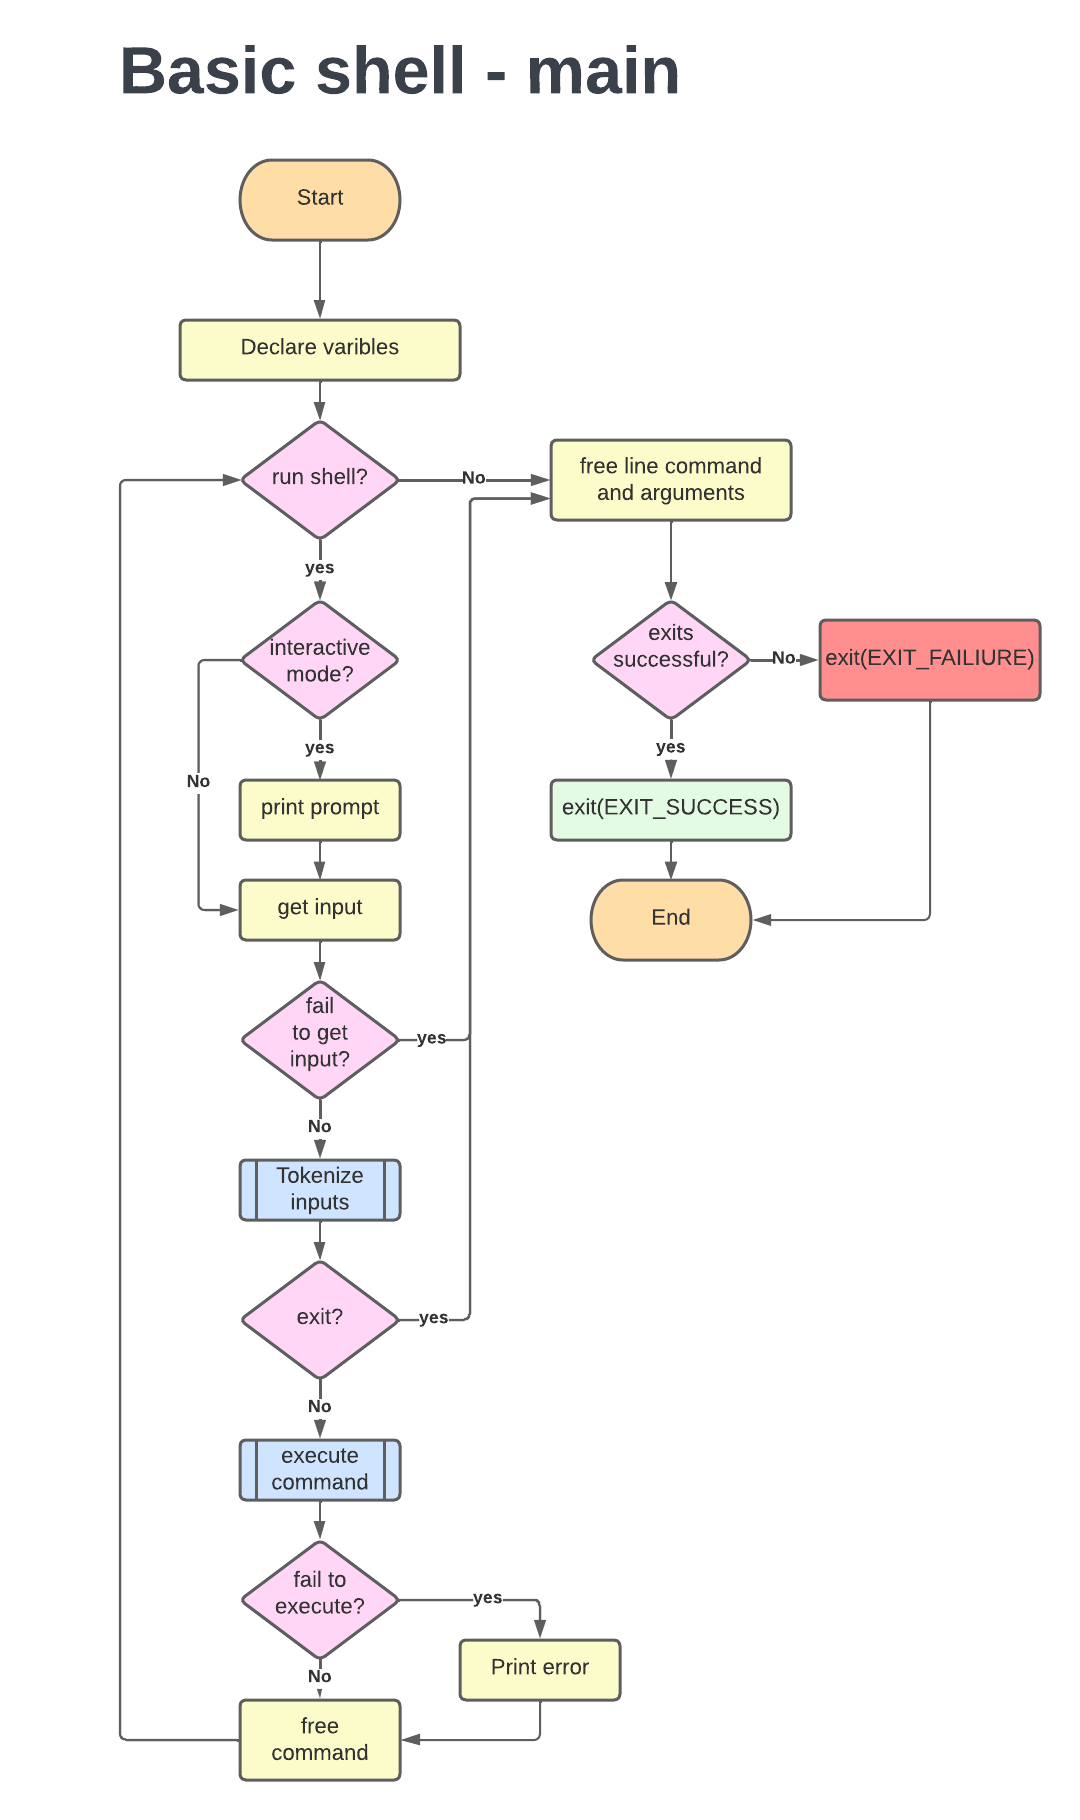 Basic shell - main
Start
Declare varibles
run shell?
No
free line command
and arguments
yes
interactive
mode?
exits
successful?
No
exit(EXIT_FAILIURE)
yes
yes
No
print prompt
exit(EXIT_SUCCESS)
get input
End
fail
to get
input?
yes
No
Tokenize
inputs
exit?
yes
No
execute
command
fail to
execute?
yes
Print error
No
free
command